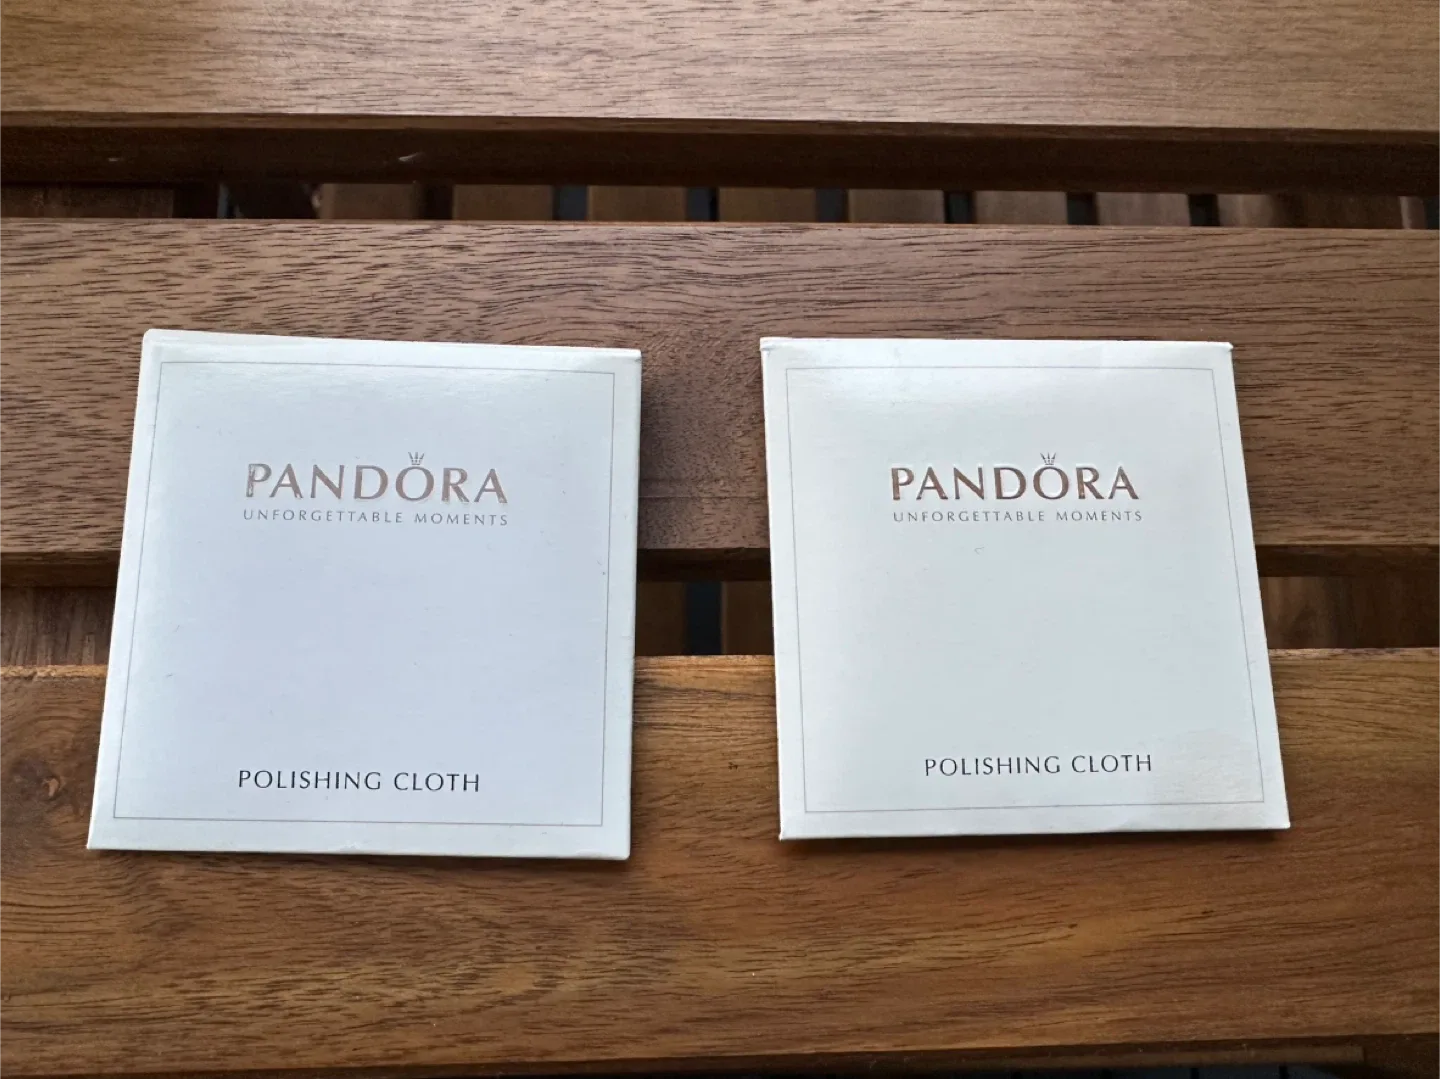 PANDORA
UNFORGETTABLE MOMENTS
POLISHING CLOTH
PANDORA
UNFORGETTABLE MOMENTS
POLISHING CLOTH